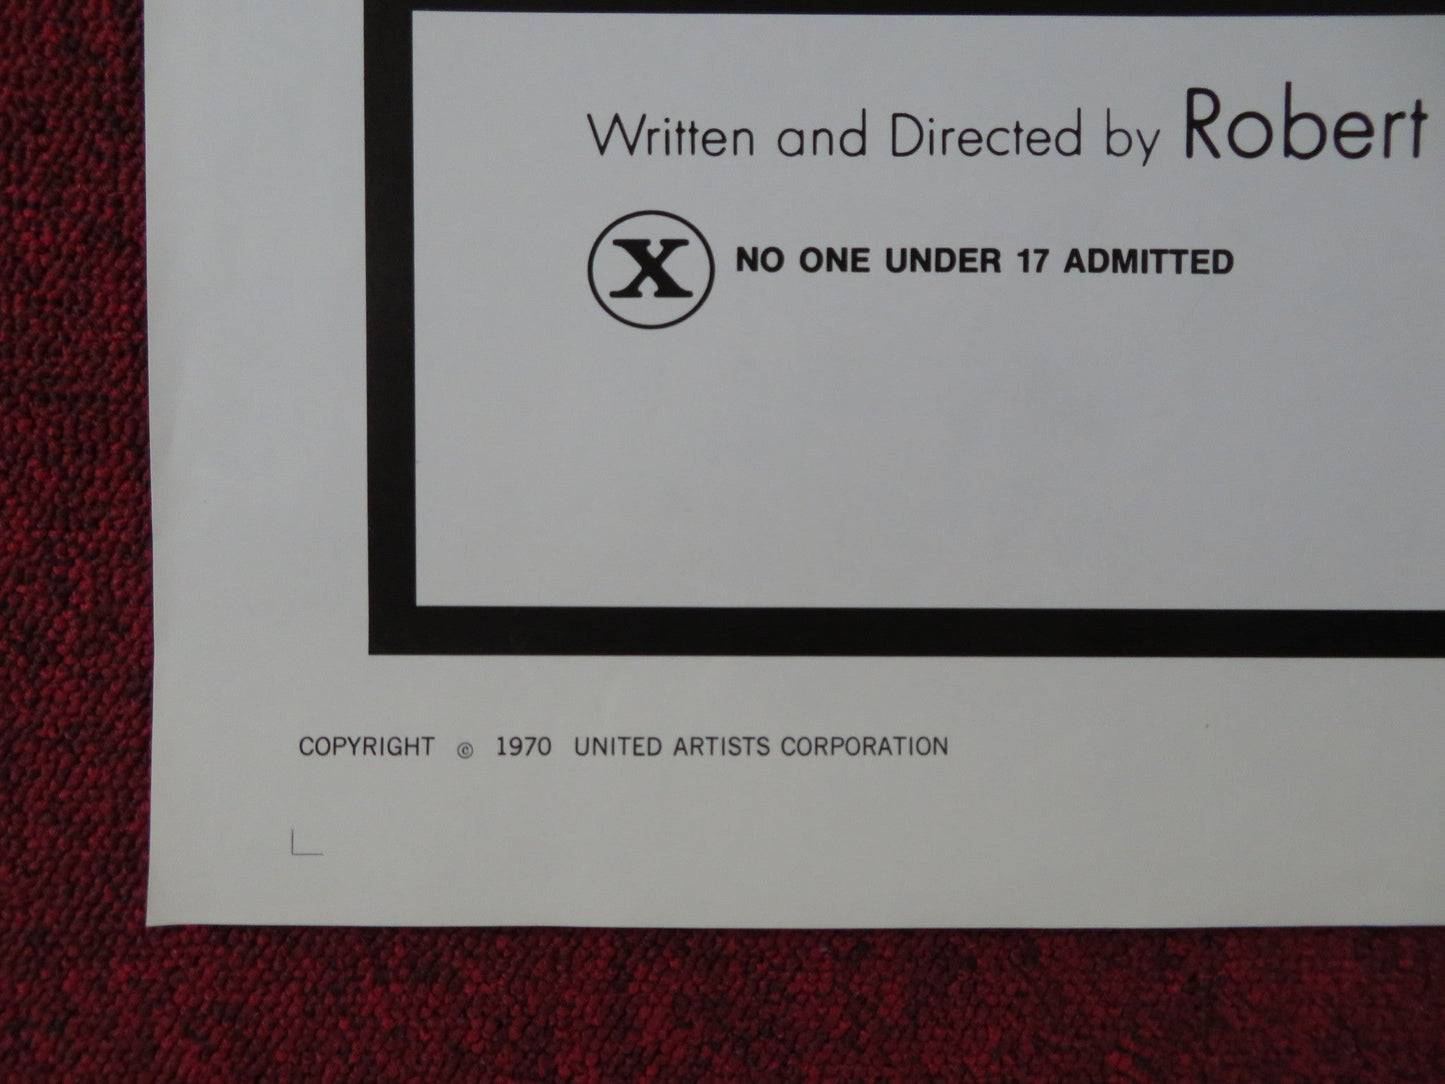 Written and Directed by Robert
X NO ONE UNDER 17 ADMITTED
COPYRIGHT © 1970 UNITED ARTISTS CORPORATION